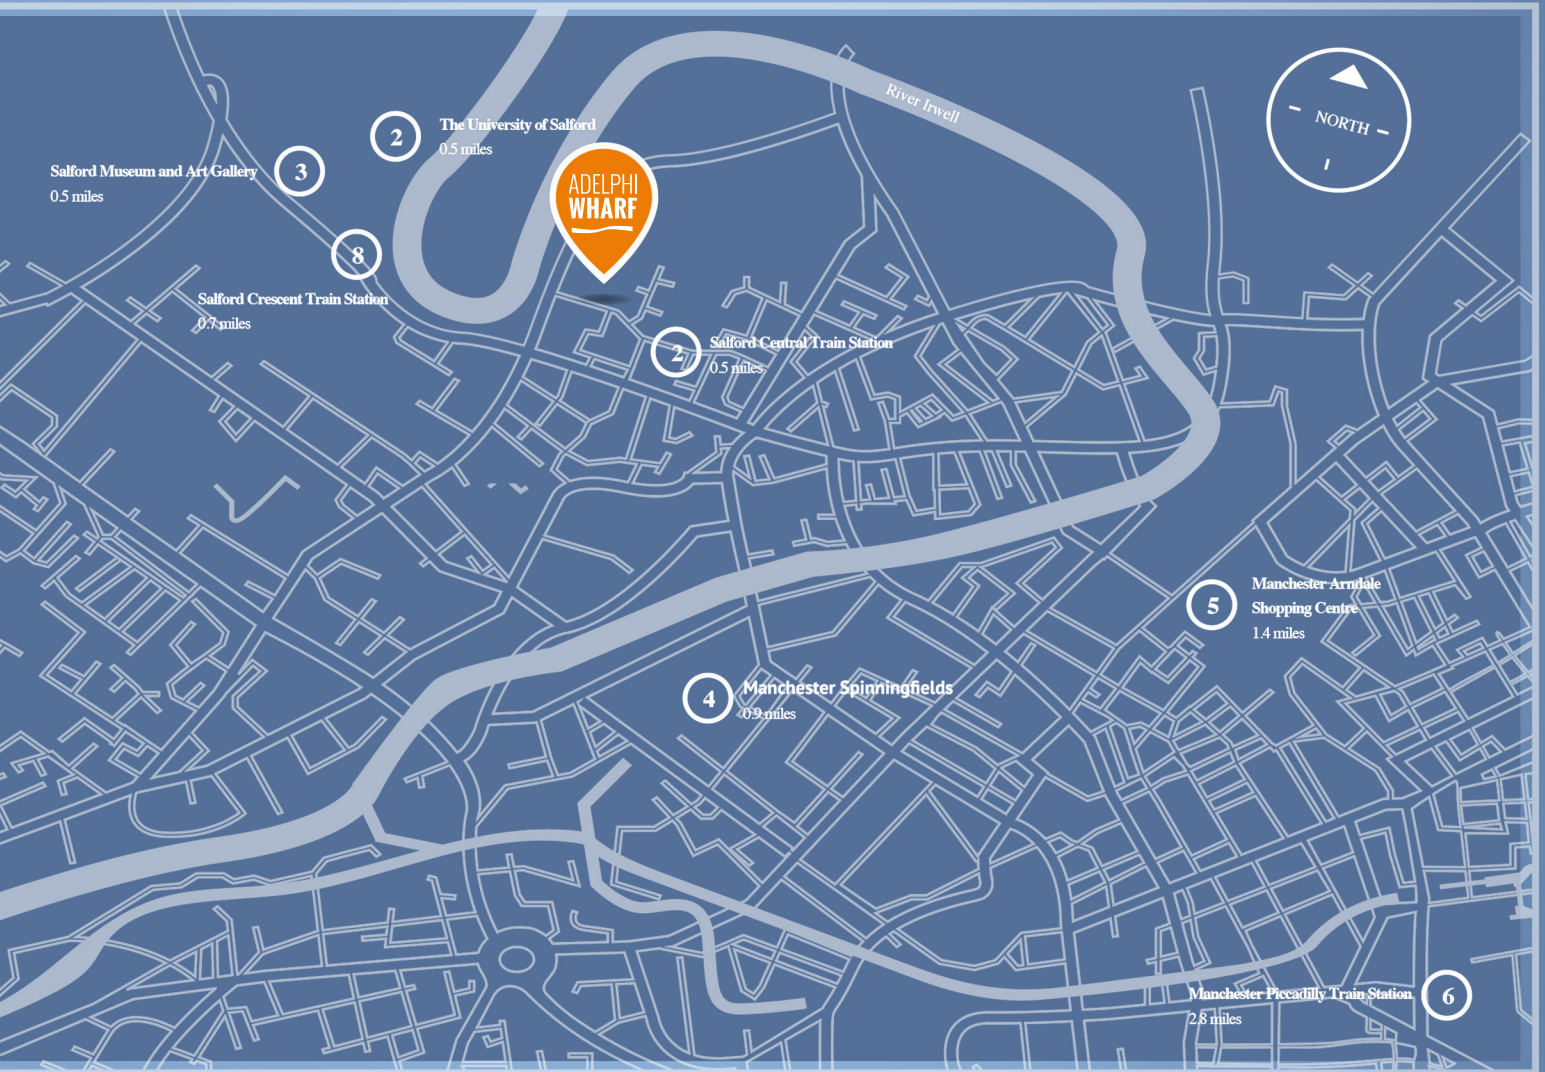 River Irwell
NORTH
2
The University of Salford
0.5 miles
Salford Museum and Art Gallery
0.5 miles
3
ADELPHI
WHARF
8
Salford Crescent Train Station
0.7 miles
2
Salford Central Train Station
0.5 miles
5
Manchester Arndale
Shopping Centre
1.4 miles
4
Manchester Spinningfields
0.9 miles
Manchester Piccadilly Train Station
2.8 miles
6